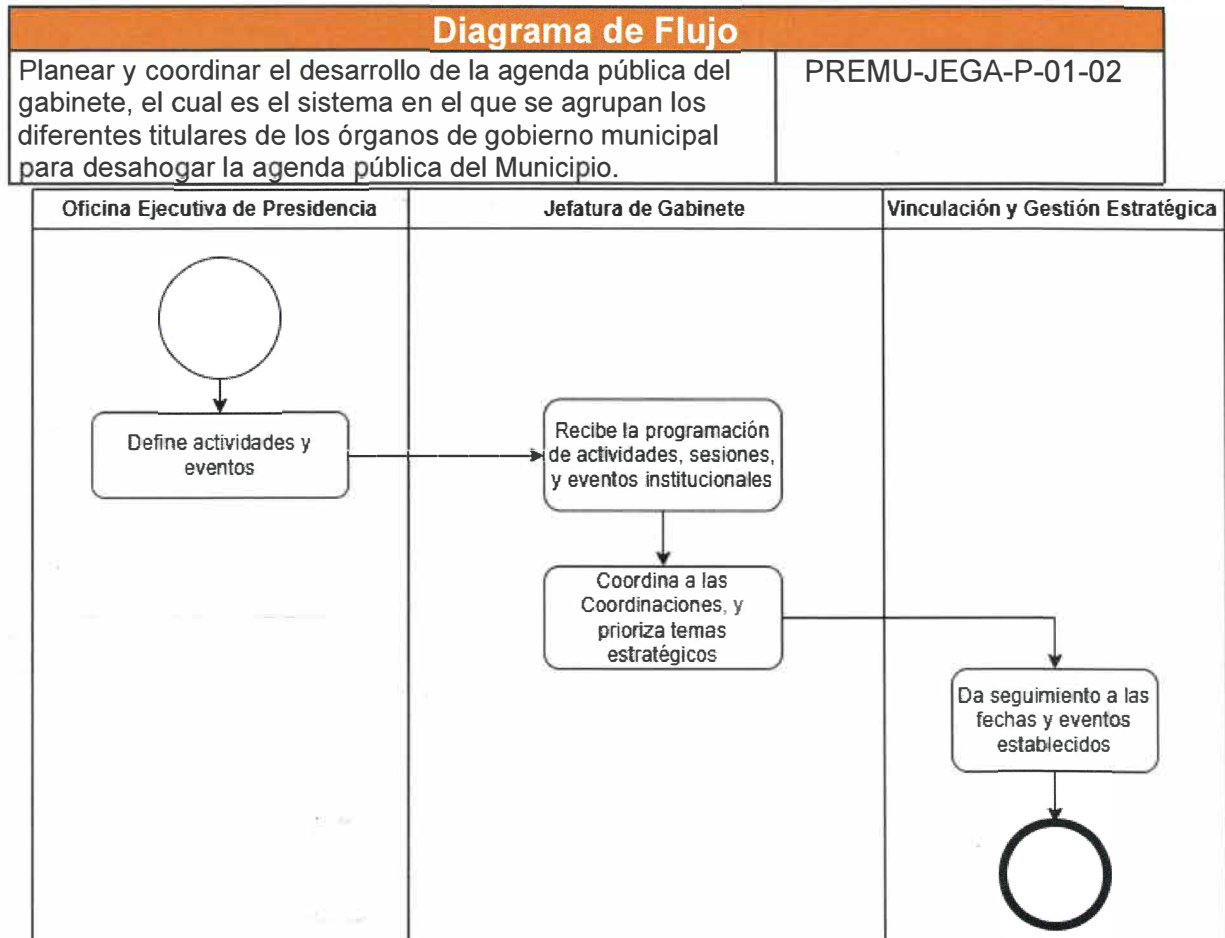 Diagrama de Flujo
Planear y coordinar el desarrollo de la agenda pública del
gabinete, el cual es el sistema en el que se agrupan los
diferentes titulares de los órganos de gobierno municipal
para desahogar la agenda pública del Municipio.
PREMU-JEGA-P-01-02
Oficina Ejecutiva de Presidencia
Jefatura de Gabinete
Vinculación y Gestión Estratégica
Define actividades y
eventos
Recibe la programación
de actividades, sesiones,
y eventos institucionales
Coordina a las
Coordinaciones, y
prioriza temas
estratégicos
Da seguimiento a las
fechas y eventos
establecidos